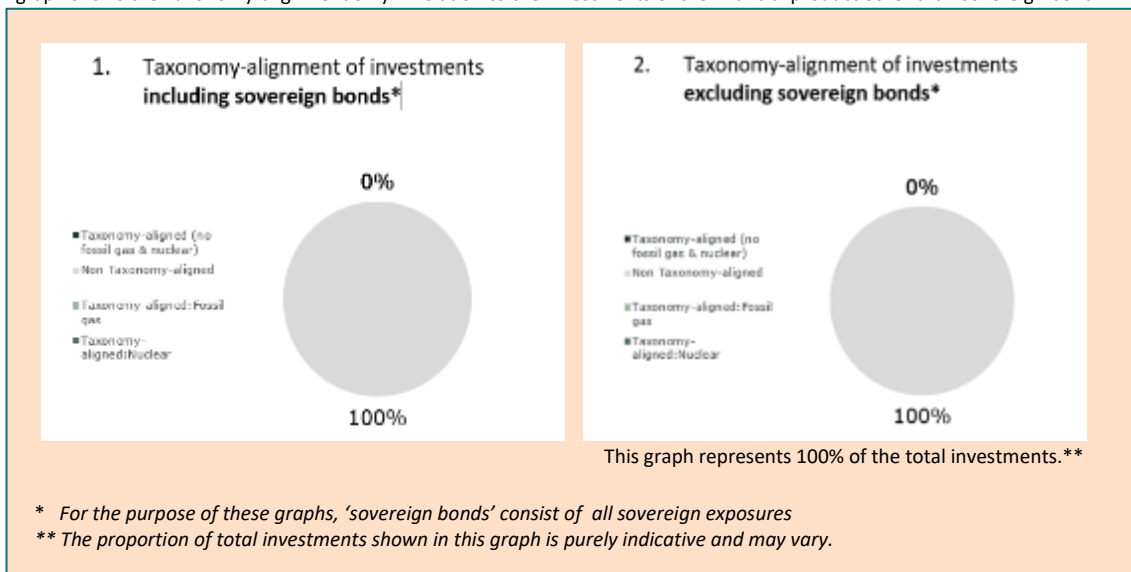 1. Taxonomy-alignment of investments
including sovereign bonds*
0%
Taxonomy-aligned (no
fossil gas & nuclear)
Non Taxonomy-aligned
Taxonomy-aligned:Fossil
gas
Taxonomy-
aligned:Nuclear
100%
2. Taxonomy-alignment of investments
excluding sovereign bonds*
0%
Taxonomy-aligned (no
fossil gas & nuclear)
Non Taxonomy-aligned
Taxonomy-aligned:Fossil
gas
Taxonomy-
aligned:Nuclear
100%
This graph represents 100% of the total investments.**
* For the purpose of these graphs, ‘sovereign bonds’ consist of all sovereign exposures
** The proportion of total investments shown in this graph is purely indicative and may vary.